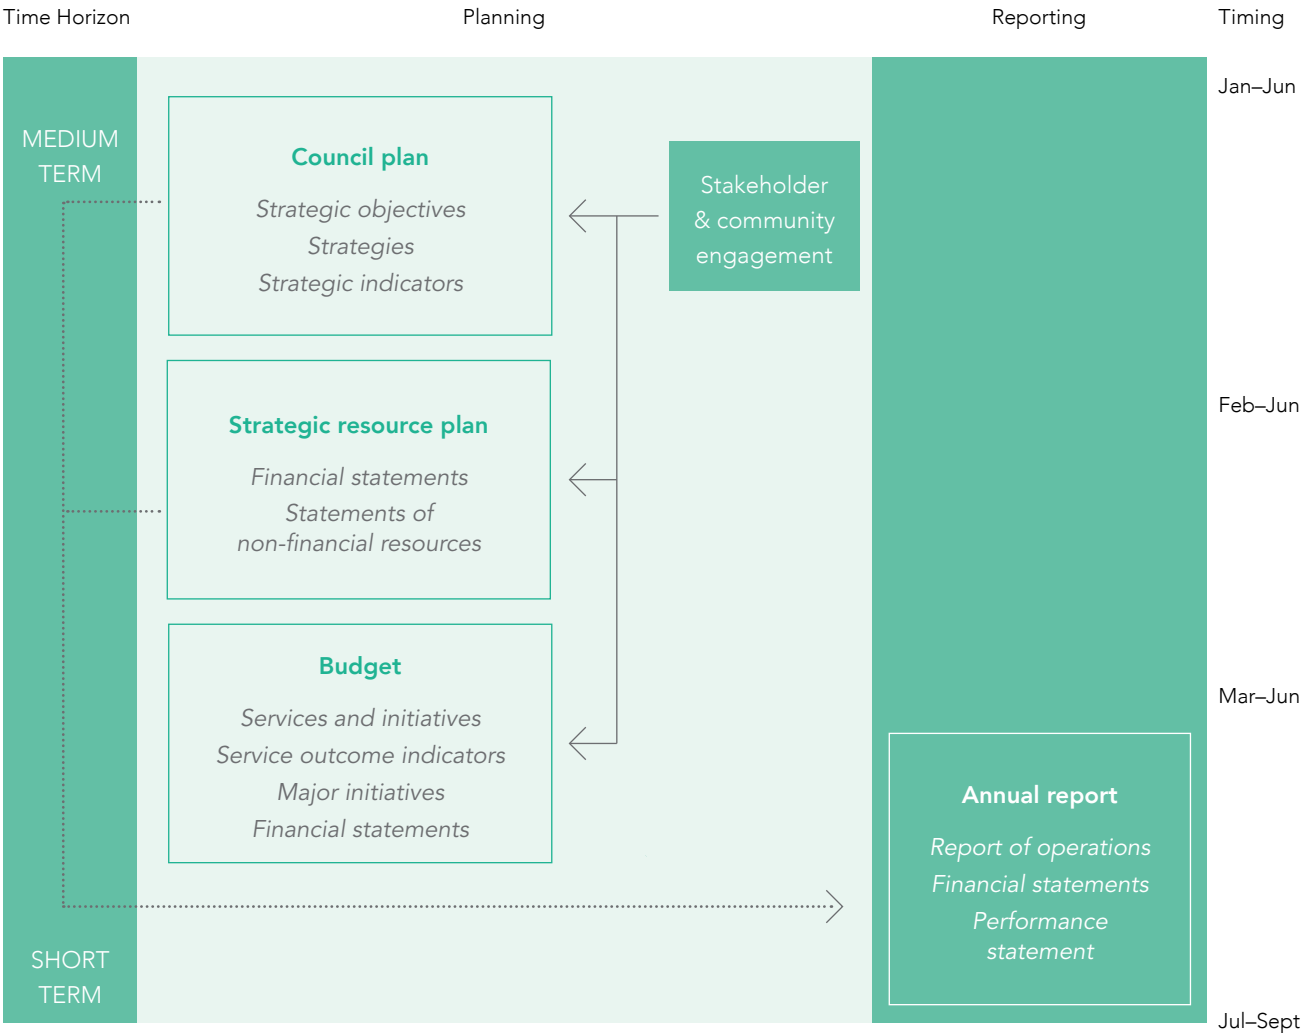 Time Horizon
Planning
Reporting
Timing
Jan–Jun
MEDIUM
TERM
Council plan
Strategic objectives
Strategies
Strategic indicators
Stakeholder
& community
engagement
Feb–Jun
Strategic resource plan
Financial statements
Statements of
non-financial resources
Mar–Jun
Budget
Services and initiatives
Service outcome indicators
Major initiatives
Financial statements
Annual report
Report of operations
Financial statements
Performance
statement
SHORT
TERM
Jul–Sept